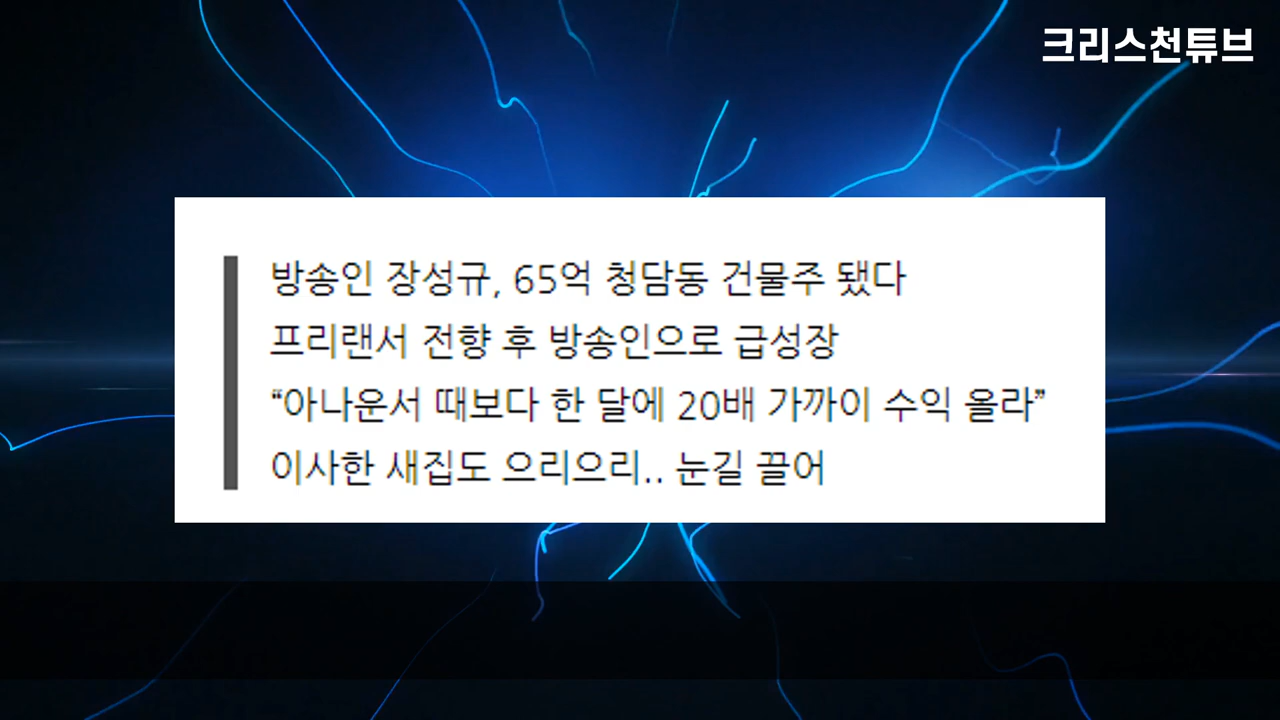 크리스천튜브
방송인 장성규, 65억 청담동 건물주 됐다
프리랜서 전향 후 방송인으로 급성장
“아나운서 때보다 한 달에 20배 가까이 수익 올라”
이사한 새집도 으리으리.. 눈길 끌어